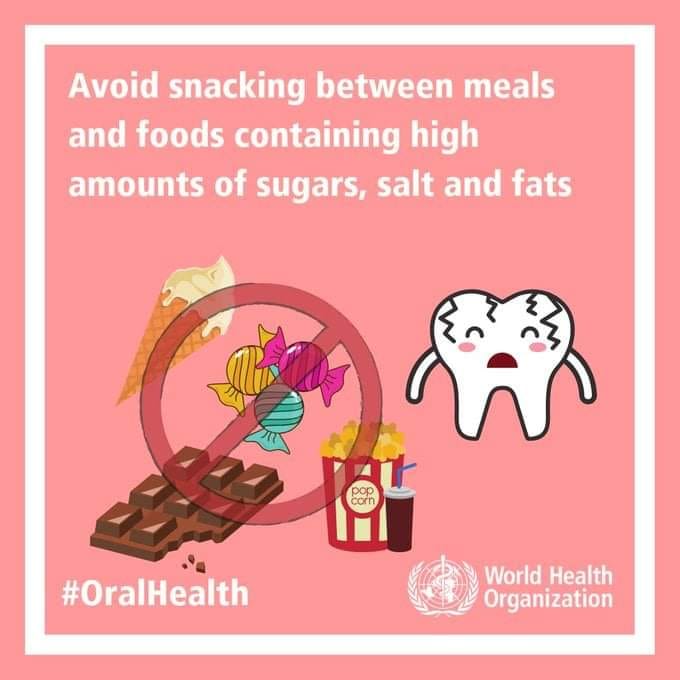 Avoid snacking between meals
and foods containing high
amounts of sugars, salt and fats
pop
corn
#OralHealth
World Health
Organization